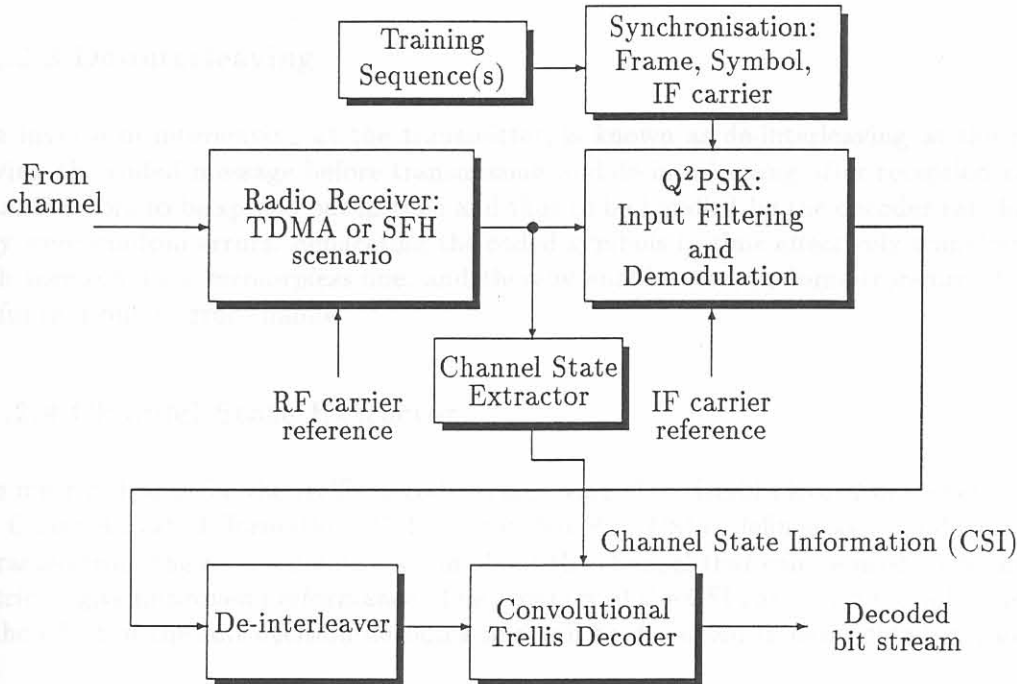 Training
Sequence(s)
Synchronisation:
Frame, Symbol,
IF carrier
From
channel
Radio Receiver:
TDMA or SFH
scenario
Q²PSK:
Input Filtering
and
Demodulation
Channel State
Extractor
RF carrier
reference
IF carrier
reference
Channel State Information (CSI)
De-interleaver
Convolutional
Trellis Decoder
Decoded
bit stream